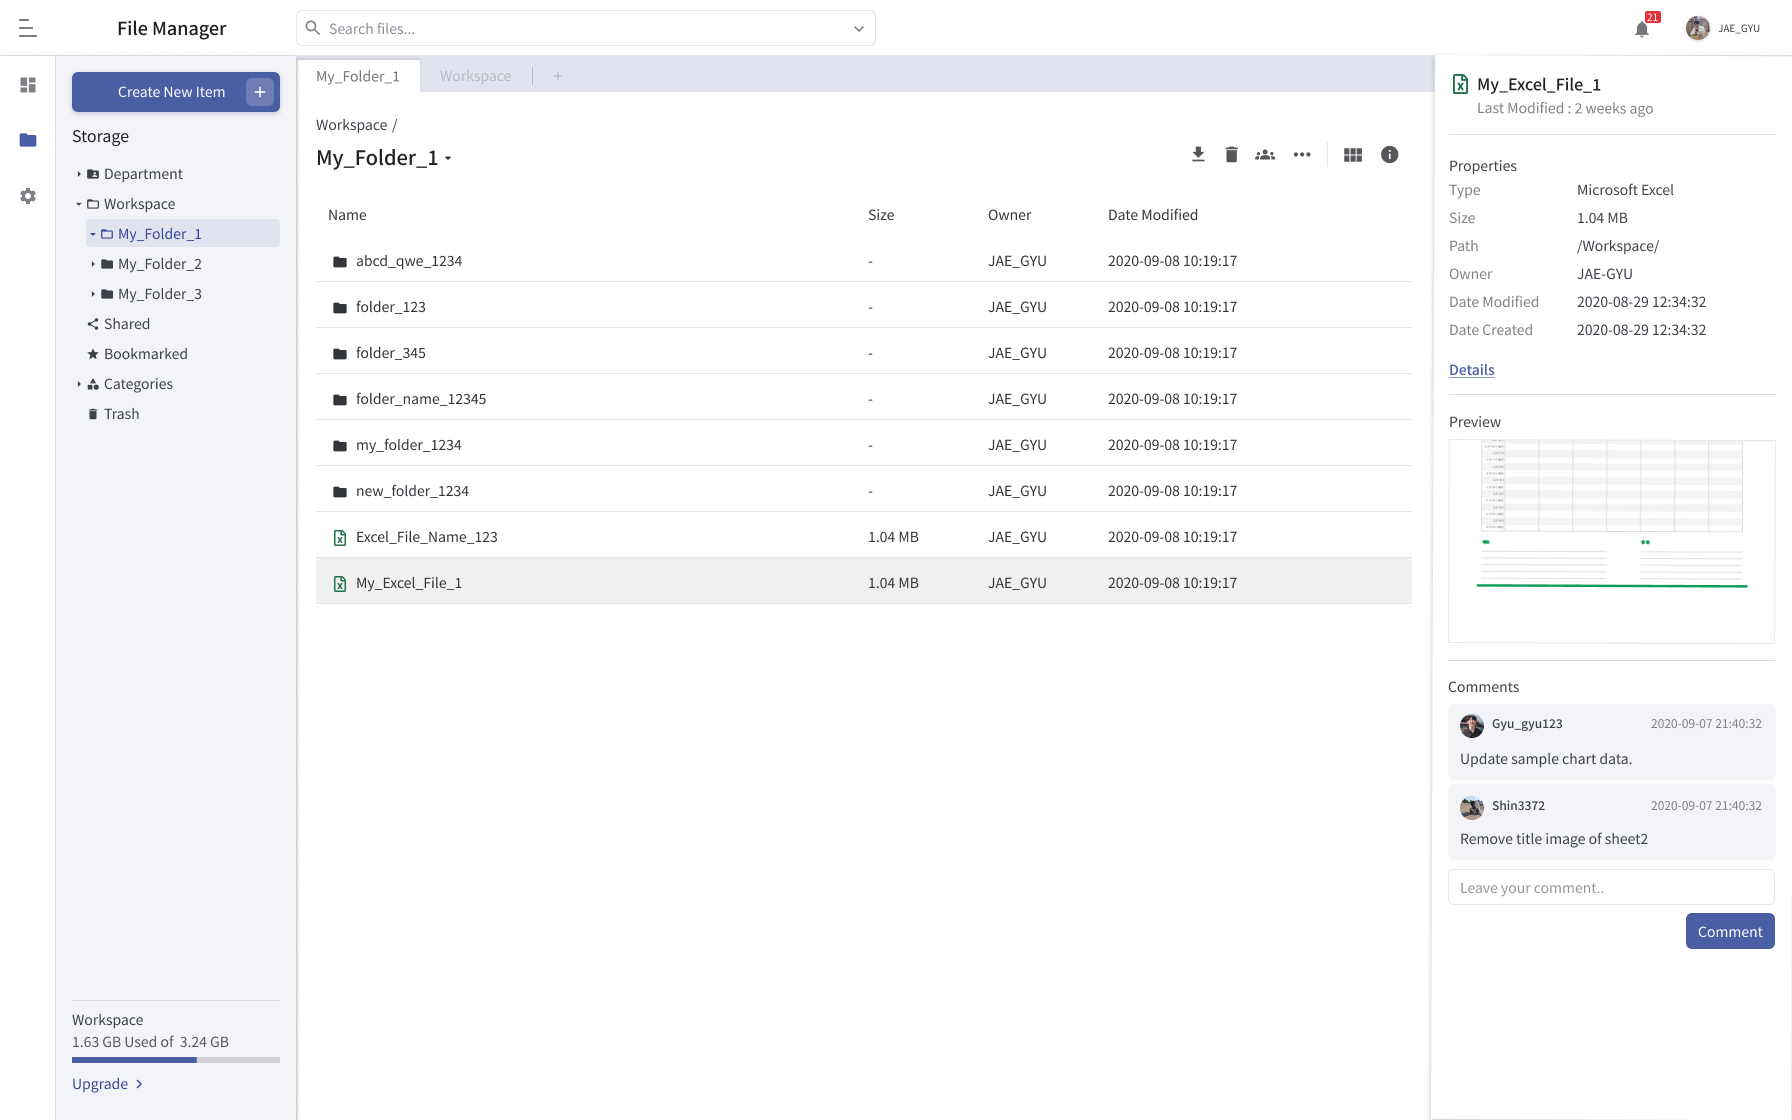 File Manager
Search files...
21
JAE_GYU
Create New Item +
Storage
Department
Workspace
My_Folder_1
My_Folder_2
My_Folder_3
Shared
Bookmarked
Categories
Trash
Workspace
1.63 GB Used of 3.24 GB
Upgrade
My_Folder_1 Workspace +
Workspace /
My_Folder_1
Name Size Owner Date Modified
abcd_qwe_1234 - JAE_GYU 2020-09-08 10:19:17
folder_123 - JAE_GYU 2020-09-08 10:19:17
folder_345 - JAE_GYU 2020-09-08 10:19:17
folder_name_12345 - JAE_GYU 2020-09-08 10:19:17
my_folder_1234 - JAE_GYU 2020-09-08 10:19:17
new_folder_1234 - JAE_GYU 2020-09-08 10:19:17
Excel_File_Name_123 1.04 MB JAE_GYU 2020-09-08 10:19:17
My_Excel_File_1 1.04 MB JAE_GYU 2020-09-08 10:19:17
My_Excel_File_1
Last Modified : 2 weeks ago
Properties
Type Microsoft Excel
Size 1.04 MB
Path /Workspace/
Owner JAE-GYU
Date Modified 2020-08-29 12:34:32
Date Created 2020-08-29 12:34:32
Details
Preview
Comments
Gyu_gyu123 2020-09-07 21:40:32
Update sample chart data.
Shin3372 2020-09-07 21:40:32
Remove title image of sheet2
Leave your comment..
Comment